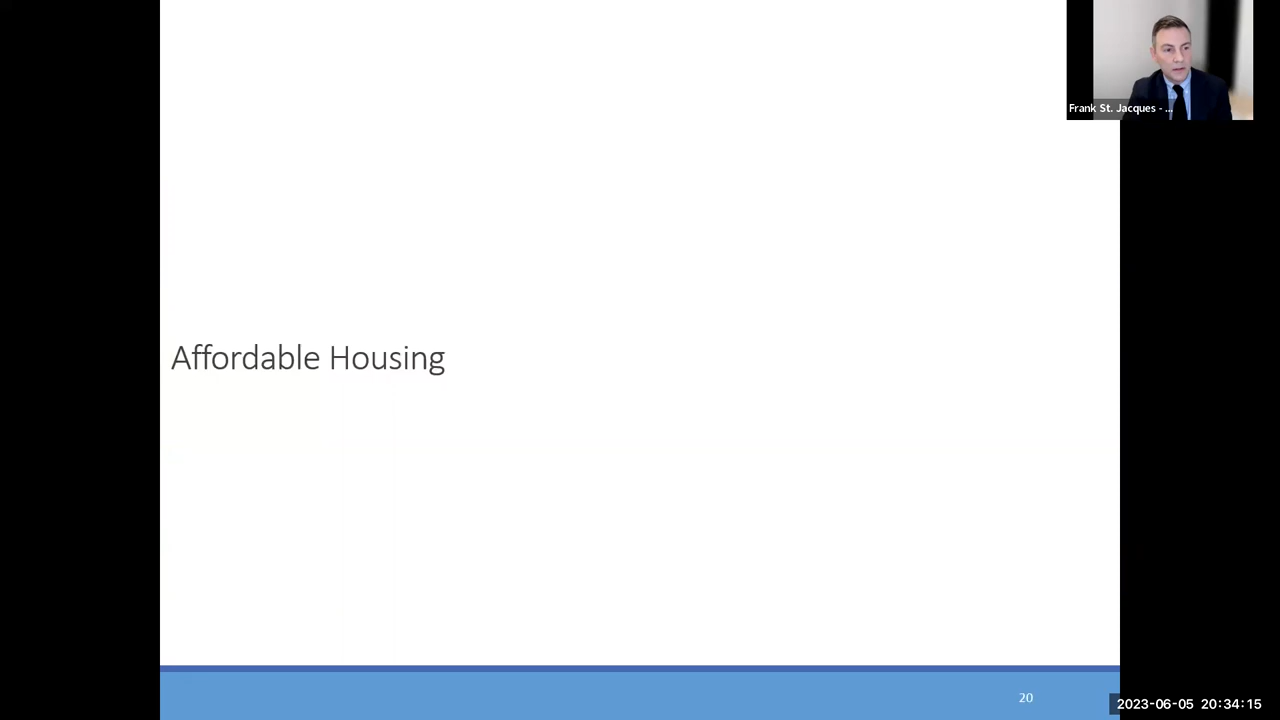 Frank St. Jacques - ...
Affordable Housing
20
2023-06-05 20:34:15